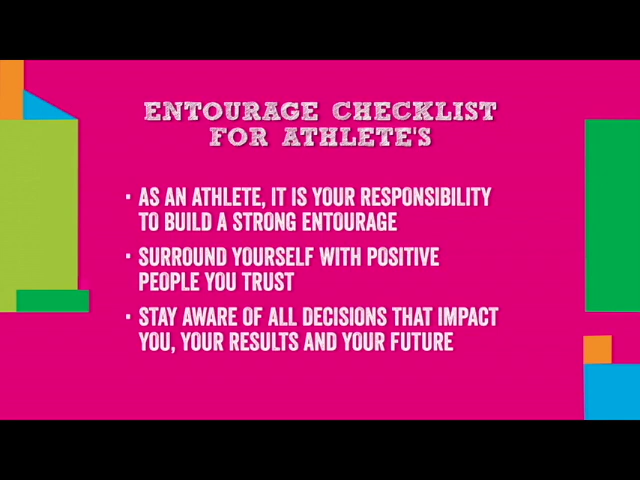 ENTOURAGE CHECKLIST
FOR ATHLETE'S
· AS AN ATHLETE, IT IS YOUR RESPONSIBILITY
TO BUILD A STRONG ENTOURAGE
· SURROUND YOURSELF WITH POSITIVE
PEOPLE YOU TRUST
· STAY AWARE OF ALL DECISIONS THAT IMPACT
YOU, YOUR RESULTS AND YOUR FUTURE